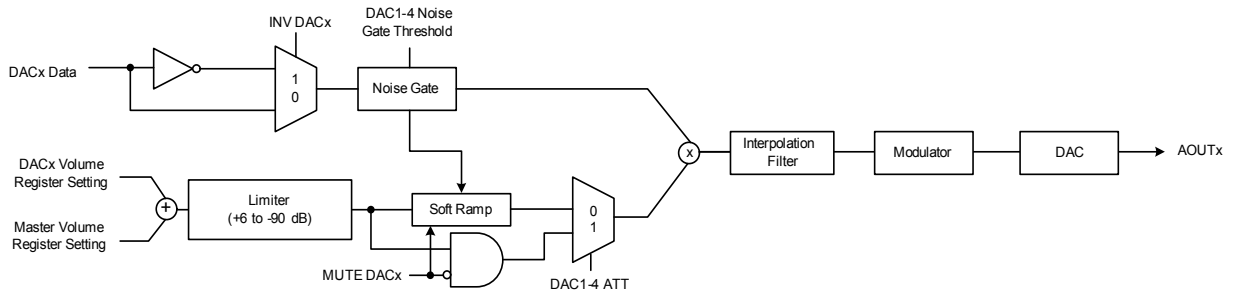 INV DACx
DAC1-4 Noise
Gate Threshold
DACx Data
1
0
Noise Gate
x
Interpolation
Filter
Modulator
DAC
AOUTx
DACx Volume
Register Setting
+
Master Volume
Register Setting
Limiter
(+6 to -90 dB)
Soft Ramp
0
1
MUTE DACx
DAC1-4 ATT